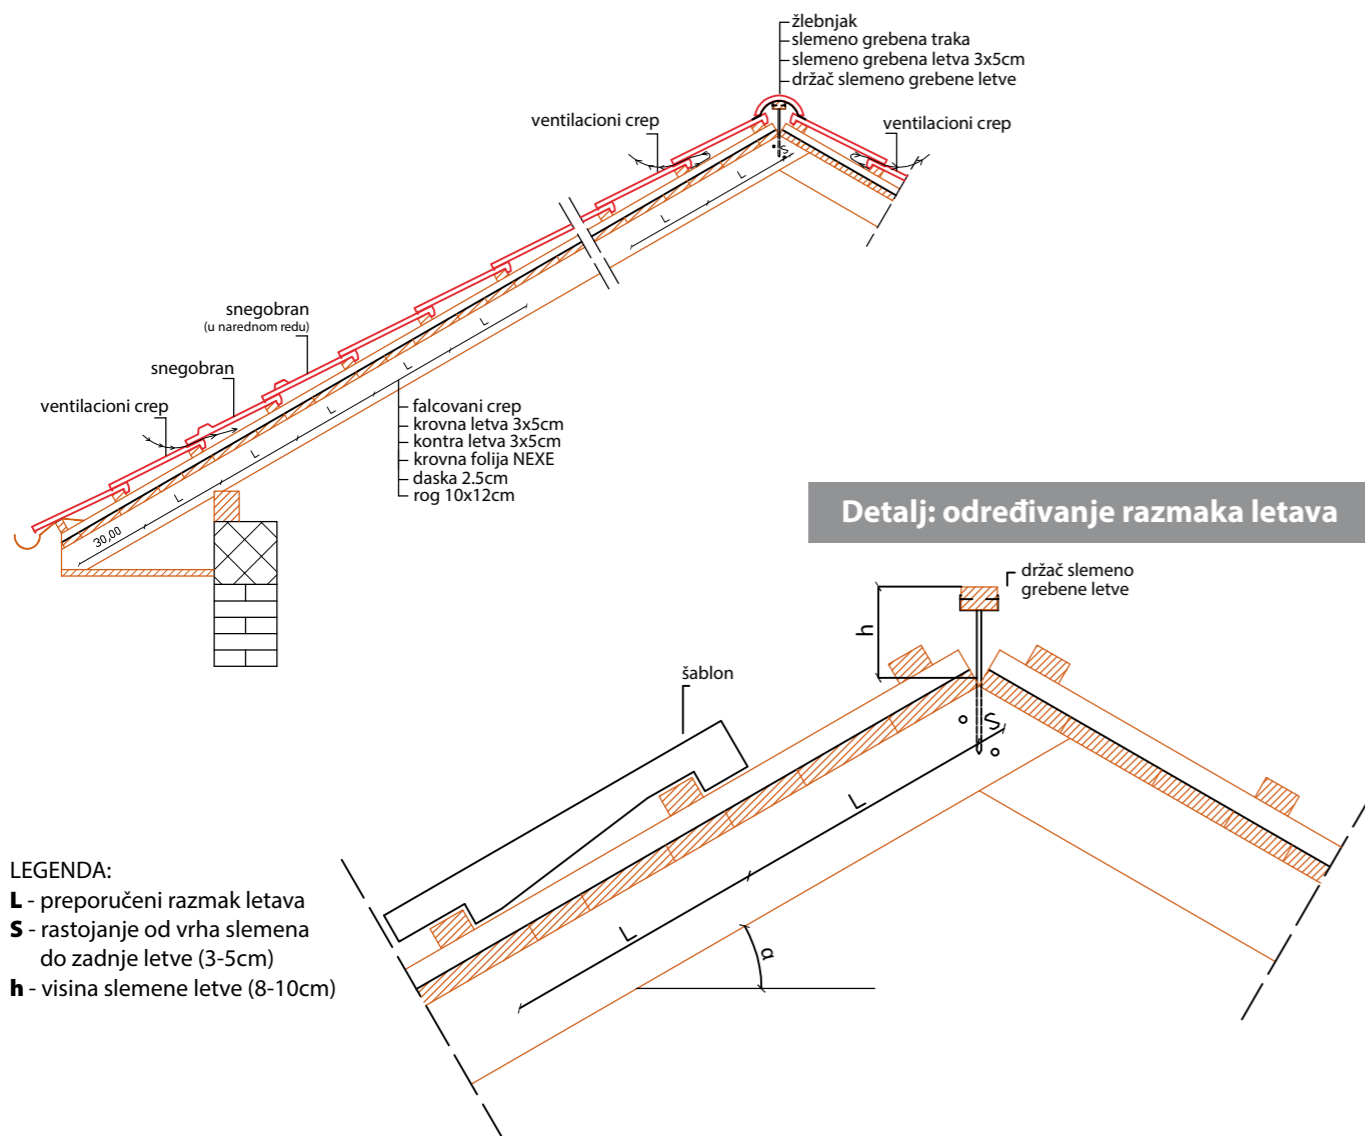 žlebnjak
slemeno grebena traka
slemeno grebena letva 3x5cm
držač slemeno grebene letve
ventilacioni crep
ventilacioni crep
S
L
L
snegobran
(u narednom redu)
snegobran
ventilacioni crep
L
L
L
L
L
30,00
falcovani crep
krovna letva 3x5cm
kontra letva 3x5cm
krovna folija NEXE
daska 2.5cm
rog 10x12cm
Detalj: određivanje razmaka letava
držač slemeno
grebene letve
h
šablon
S
L
L
α
LEGENDA:
L - preporučeni razmak letava
S - rastojanje od vrha slemena
do zadnje letve (3-5cm)
h - visina slemene letve (8-10cm)